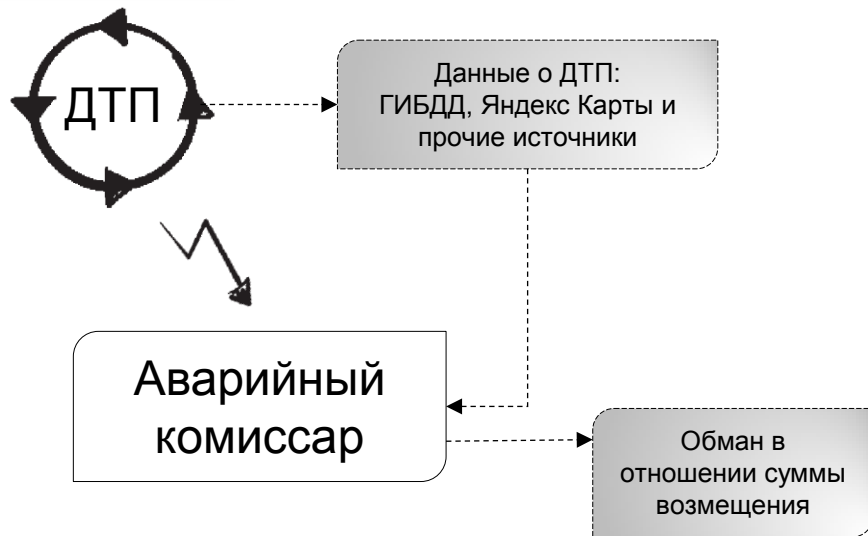 ДТП
Данные о ДТП:
ГИБДД, Яндекс Карты и
прочие источники
Аварийный
комиссар
Обман в
отношении суммы
возмещения